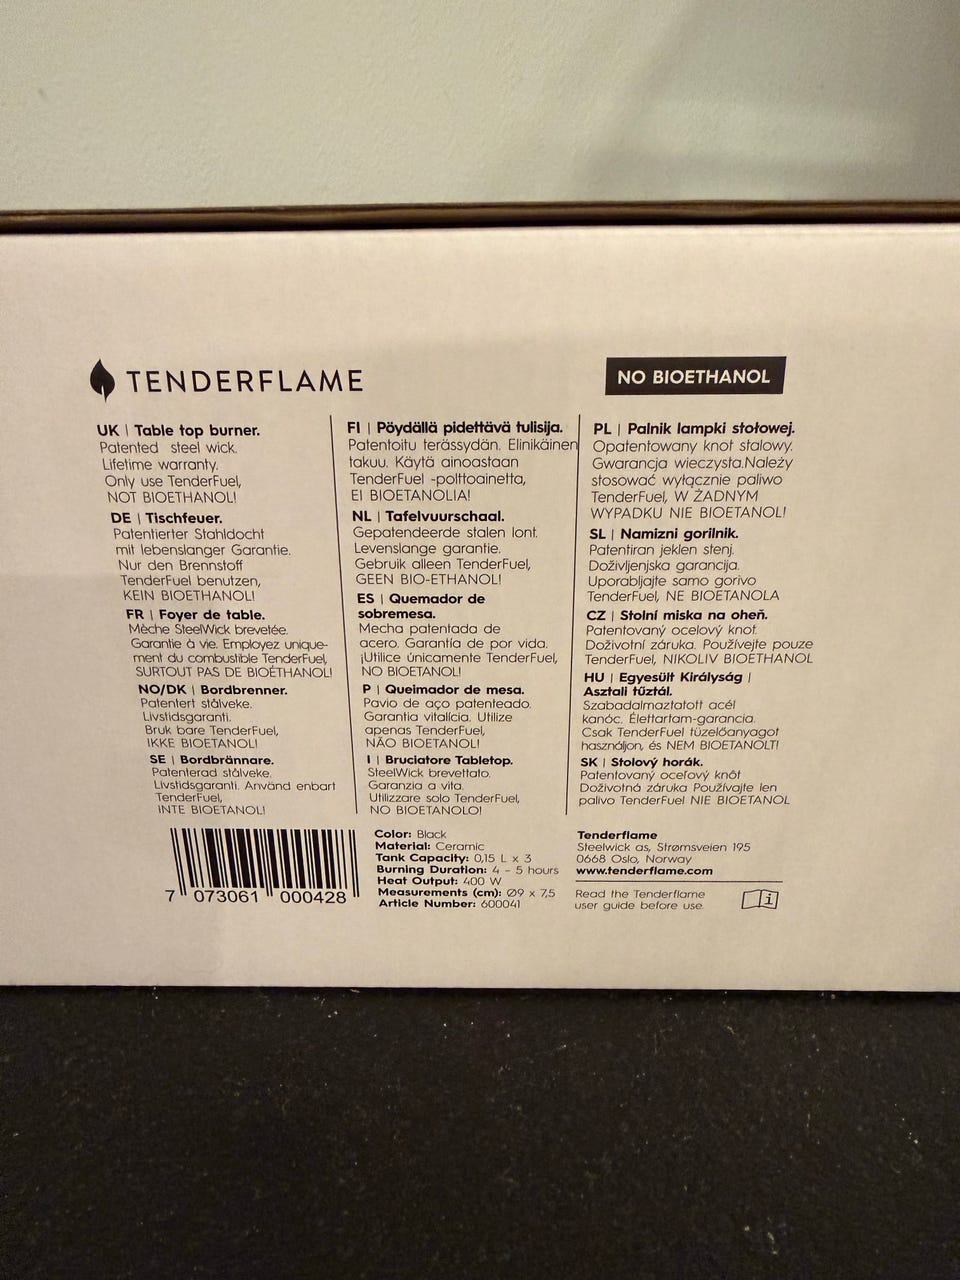 TENDERFLAME
NO BIOETHANOL
UK | Table top burner.
Patented steel wick.
Lifetime warranty.
Only use TenderFuel,
NOT BIOETHANOL!
DE | Tischfeuer.
Patentierter Stahldocht
mit lebenslanger Garantie.
Nur den Brennstoff
TenderFuel benutzen,
KEIN BIOETHANOL!
FR | Foyer de table.
Mèche SteelWick brevetée.
Garantie à vie. Employez unique-
ment du combustible TenderFuel,
SURTOUT PAS DE BIOÉTHANOL!
NO/DK | Bordbrenner.
Patentert stålveke.
Livstidsgaranti.
Bruk bare TenderFuel,
IKKE BIOETANOL!
SE | Bordbrännare.
Patenterad stålveke.
Livstidsgaranti. Använd enbart
TenderFuel,
INTE BIOETANOL!
FI | Pöydällä pidettävä tulisija.
Patentoitu terässydän. Elinikäinen
takuu. Käytä ainoastaan
TenderFuel -polttoainetta,
EI BIOETANOLIA!
NL | Tafelvuurschaal.
Gepatendeerde stalen lont.
Levenslange garantie.
Gebruik alleen TenderFuel,
GEEN BIO-ETHANOL!
ES | Quemador de
sobremesa.
Mecha patentada de
acero. Garantía de por vida.
¡Utilice únicamente TenderFuel,
NO BIOETANOL!
P | Queimador de mesa.
Pavio de aço patenteado.
Garantia vitalícia. Utilize
apenas TenderFuel,
NÃO BIOETANOL!
I | Bruciatore Tabletop.
SteelWick brevettato.
Garanzia a vita.
Utilizzare solo TenderFuel,
NO BIOETANOLO!
PL | Palnik lampki stołowej.
Opatentowany knot stalowy.
Gwarancja wieczysta.Należy
stosować wyłącznie paliwo
TenderFuel, W ŻADNYM
WYPADKU NIE BIOETANOL!
SL | Namizni gorilnik.
Patentiran jeklen stenj.
Doživljenjska garancija.
Uporabljajte samo gorivo
TenderFuel, NE BIOETANOLA
CZ | Stolní miska na oheň.
Patentovaný ocelový knot.
Doživotní záruka. Používejte pouze
TenderFuel, NIKOLIV BIOETHANOL
HU | Egyesült Királyság |
Asztali tűztál.
Szabadalmaztatott acél
kanóc. Élettartam-garancia.
Csak TenderFuel tüzelőanyagot
használjon, és NEM BIOETANOLT!
SK | Stolový horák.
Patentovaný oceľový knôt
Doživotná záruka Používajte len
palivo TenderFuel NIE BIOETANOL
7 073061 000428
Color: Black
Material: Ceramic
Tank Capacity: 0,15 L x 3
Burning Duration: 4 - 5 hours
Heat Output: 400 W
Measurements (cm): Ø9 x 7,5
Article Number: 600041
Tenderflame
Steelwick as, Strømsveien 195
0668 Oslo, Norway
www.tenderflame.com
Read the Tenderflame
user guide before use.